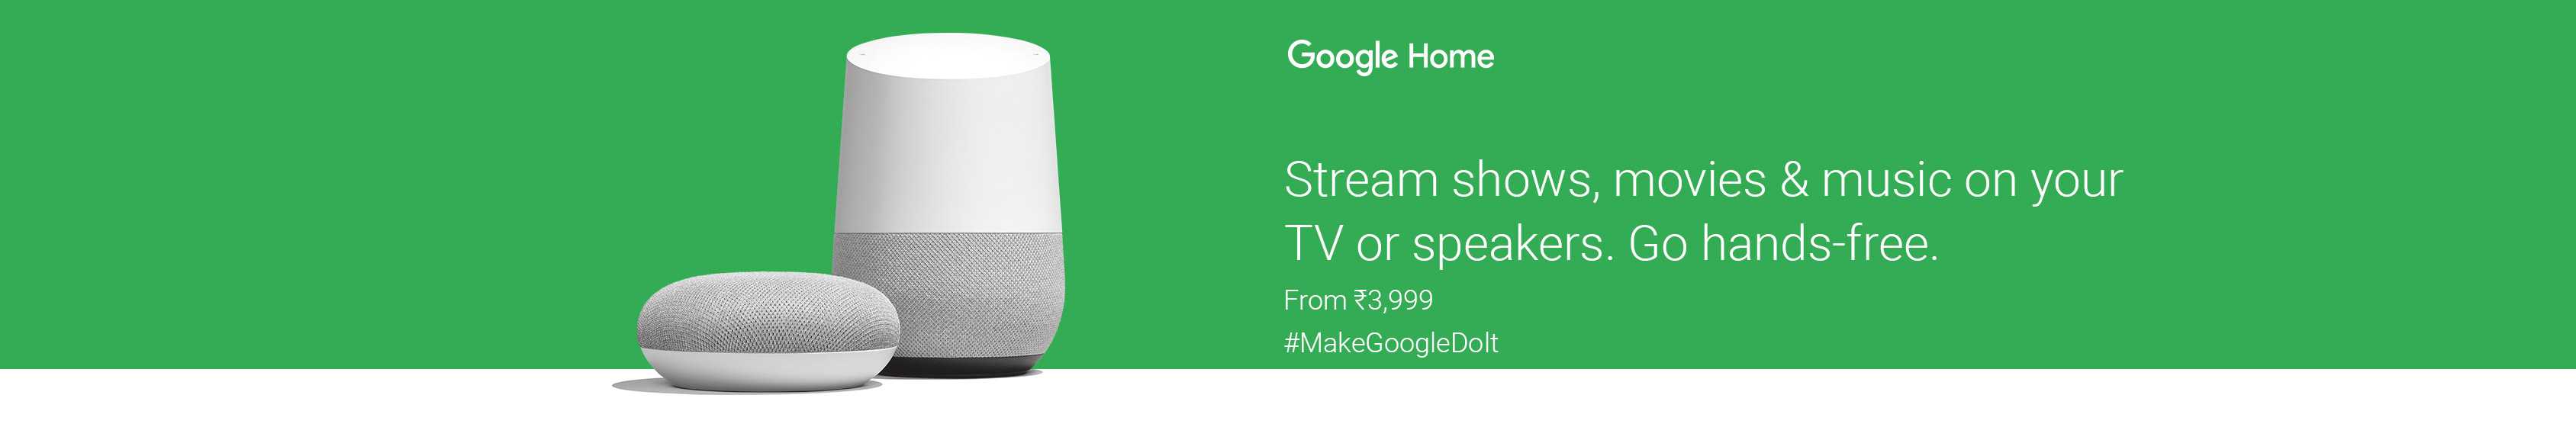 Google Home
Stream shows, movies & music on your
TV or speakers. Go hands-free.
From ₹3,999
#MakeGoogleDoIt